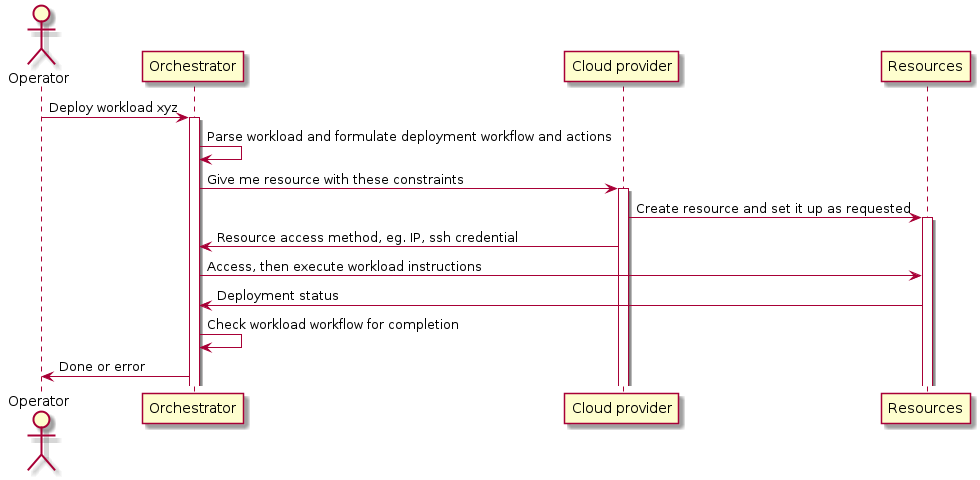 Operator
Orchestrator
Cloud provider
Resources
Deploy workload xyz
Parse workload and formulate deployment workflow and actions
Give me resource with these constraints
Create resource and set it up as requested
Resource access method, eg. IP, ssh credential
Access, then execute workload instructions
Deployment status
Check workload workflow for completion
Done or error
Operator
Orchestrator
Cloud provider
Resources